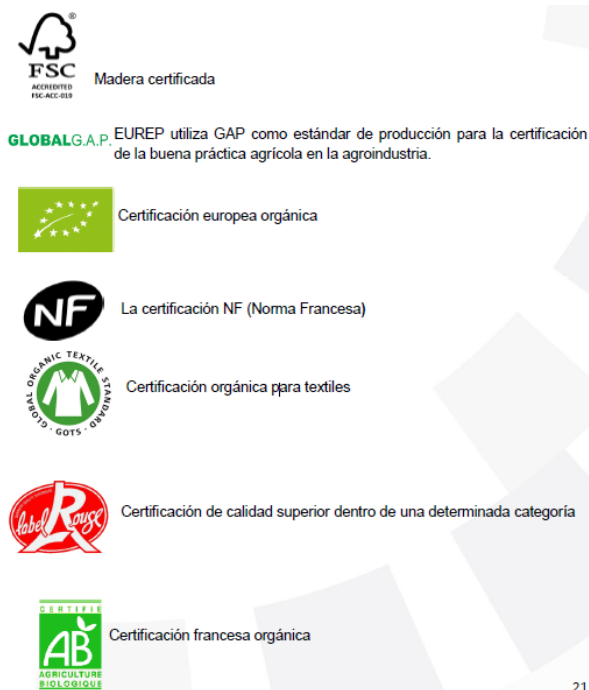 FSC
ACCREDITED
FSC-ACC-019
Madera certificada
GLOBALG.A.P. EUREP utiliza GAP como estándar de producción para la certificación
de la buena práctica agrícola en la agroindustria.
Certificación europea orgánica
NF
La certificación NF (Norma Francesa)
GLOBAL ORGANIC TEXTILE STANDARD · GOTS ·
Certificación orgánica para textiles
label Rouge
Certificación de calidad superior dentro de una determinada categoría
CERTIFIÉ
AB
AGRICULTURE
BIOLOGIQUE
Certificación francesa orgánica
21